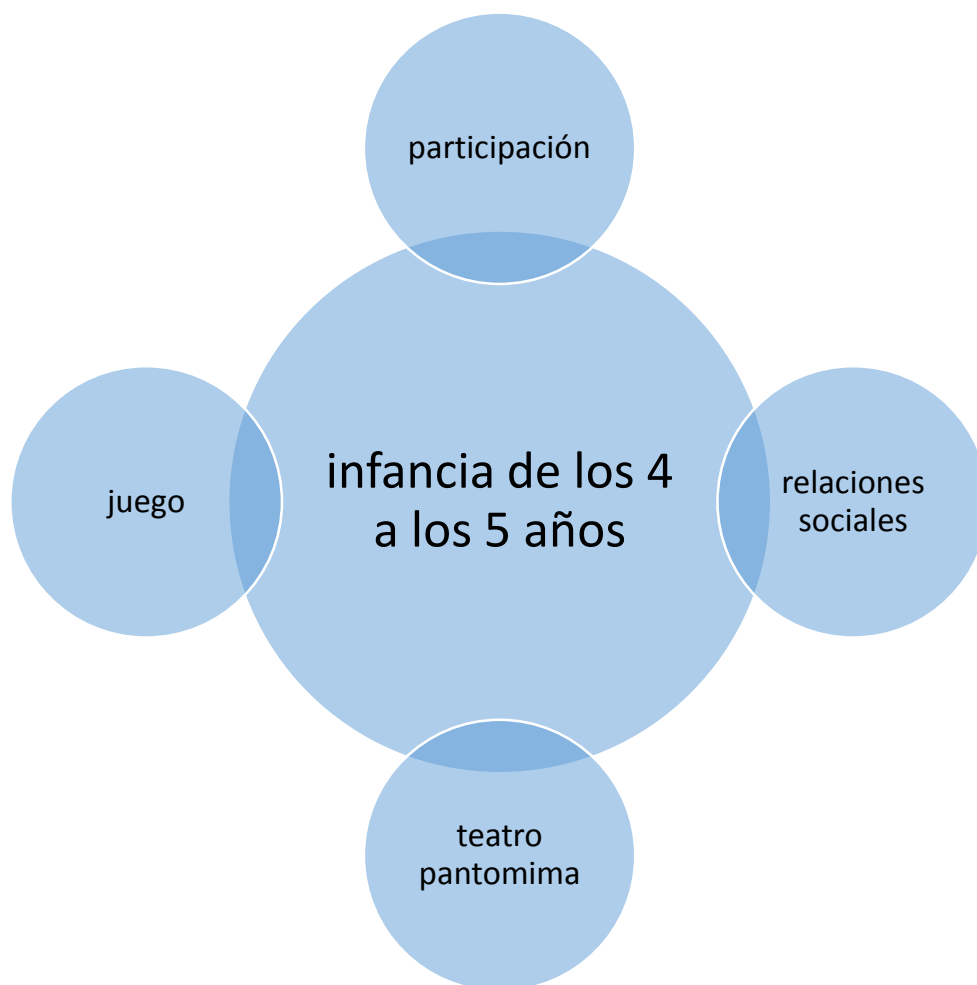 participación
juego
infancia de los 4
a los 5 años
relaciones
sociales
teatro
pantomima